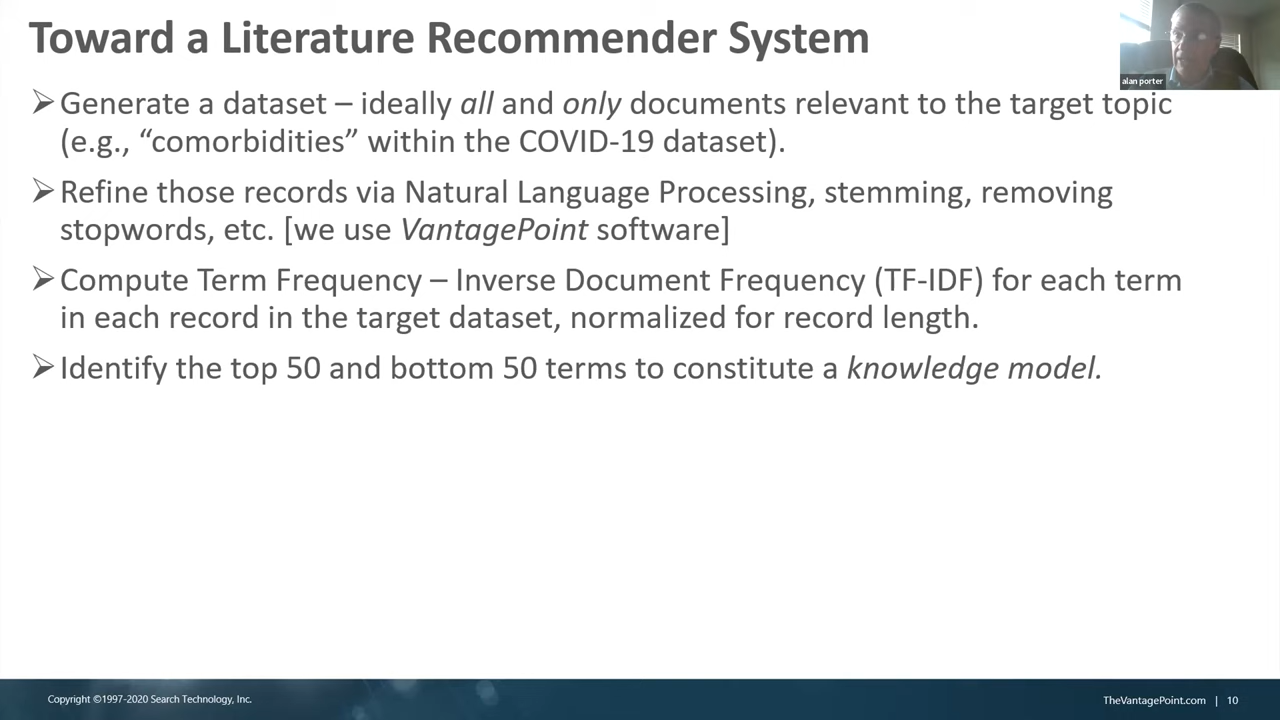 Toward a Literature Recommender System
alan porter
➢Generate a dataset – ideally all and only documents relevant to the target topic
(e.g., “comorbidities” within the COVID-19 dataset).
➢Refine those records via Natural Language Processing, stemming, removing
stopwords, etc. [we use VantagePoint software]
➢Compute Term Frequency – Inverse Document Frequency (TF-IDF) for each term
in each record in the target dataset, normalized for record length.
➢Identify the top 50 and bottom 50 terms to constitute a knowledge model.
Copyright ©1997-2020 Search Technology, Inc.
TheVantagePoint.com | 10